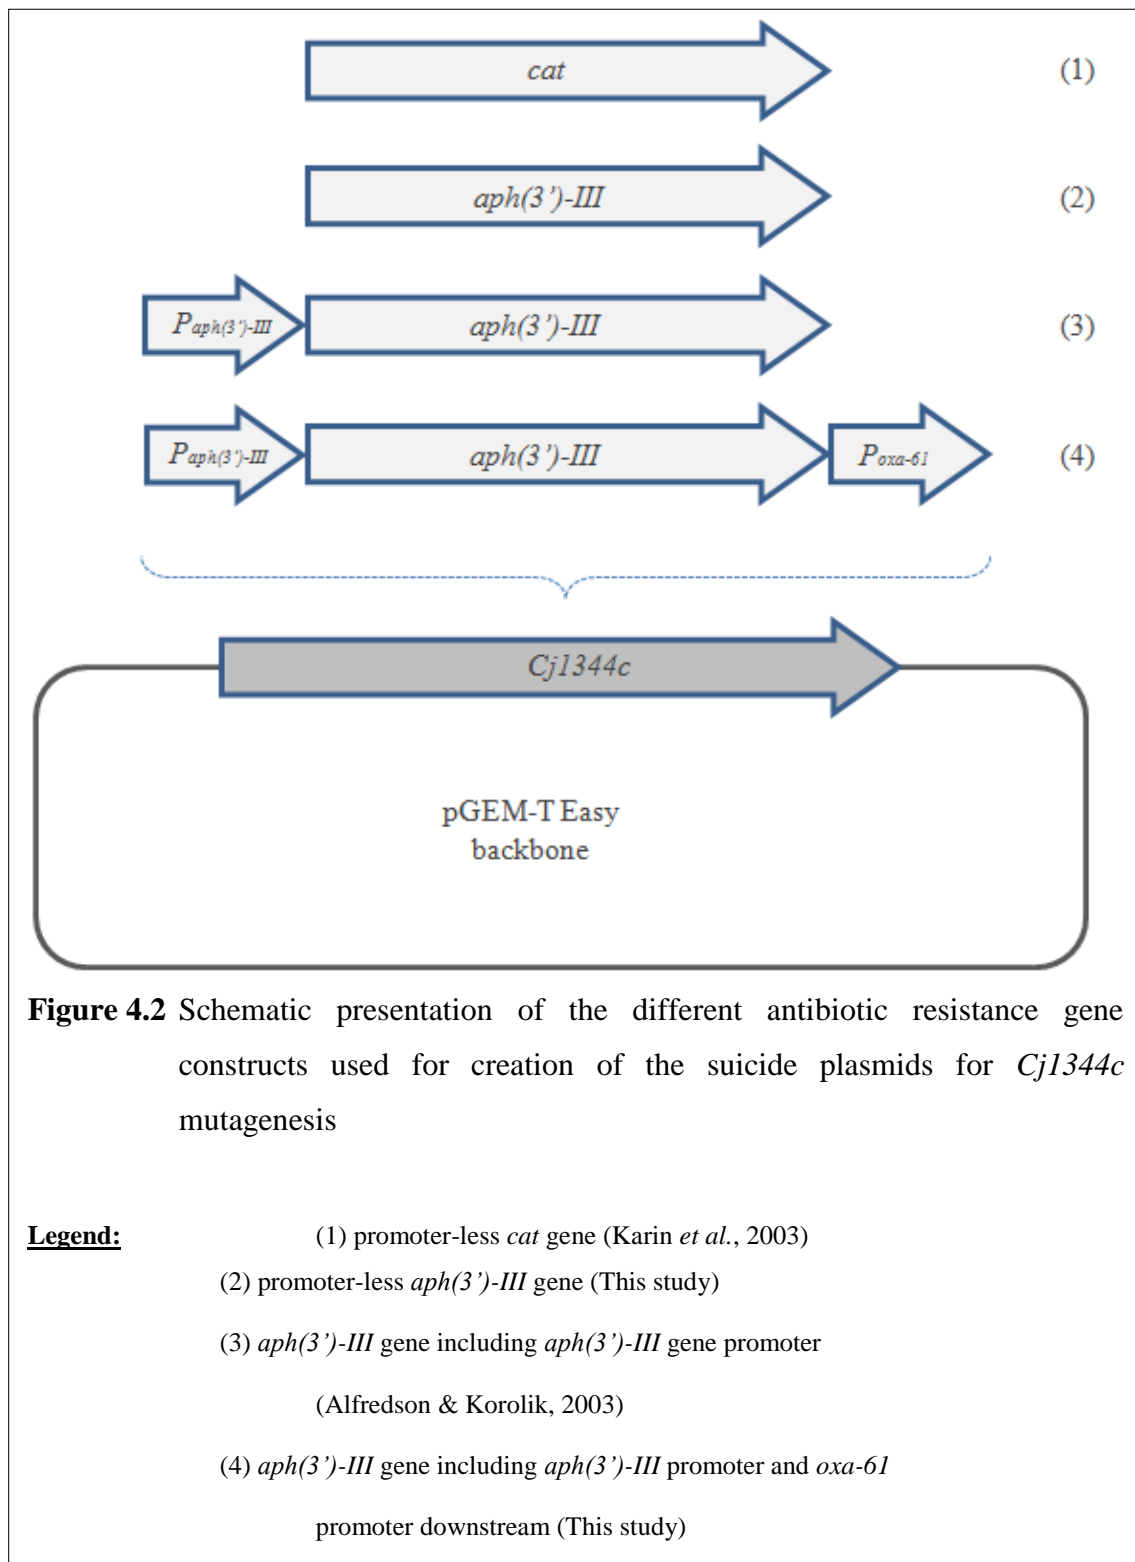 cat (1)
aph(3’)-III (2)
Paph(3’)-III aph(3’)-III (3)
Paph(3’)-III aph(3’)-III Poxa-61 (4)
Cj1344c
pGEM-T Easy
backbone
Figure 4.2 Schematic presentation of the different antibiotic resistance gene
constructs used for creation of the suicide plasmids for Cj1344c
mutagenesis
Legend: (1) promoter-less cat gene (Karin et al., 2003)
(2) promoter-less aph(3’)-III gene (This study)
(3) aph(3’)-III gene including aph(3’)-III gene promoter
(Alfredson & Korolik, 2003)
(4) aph(3’)-III gene including aph(3’)-III promoter and oxa-61
promoter downstream (This study)